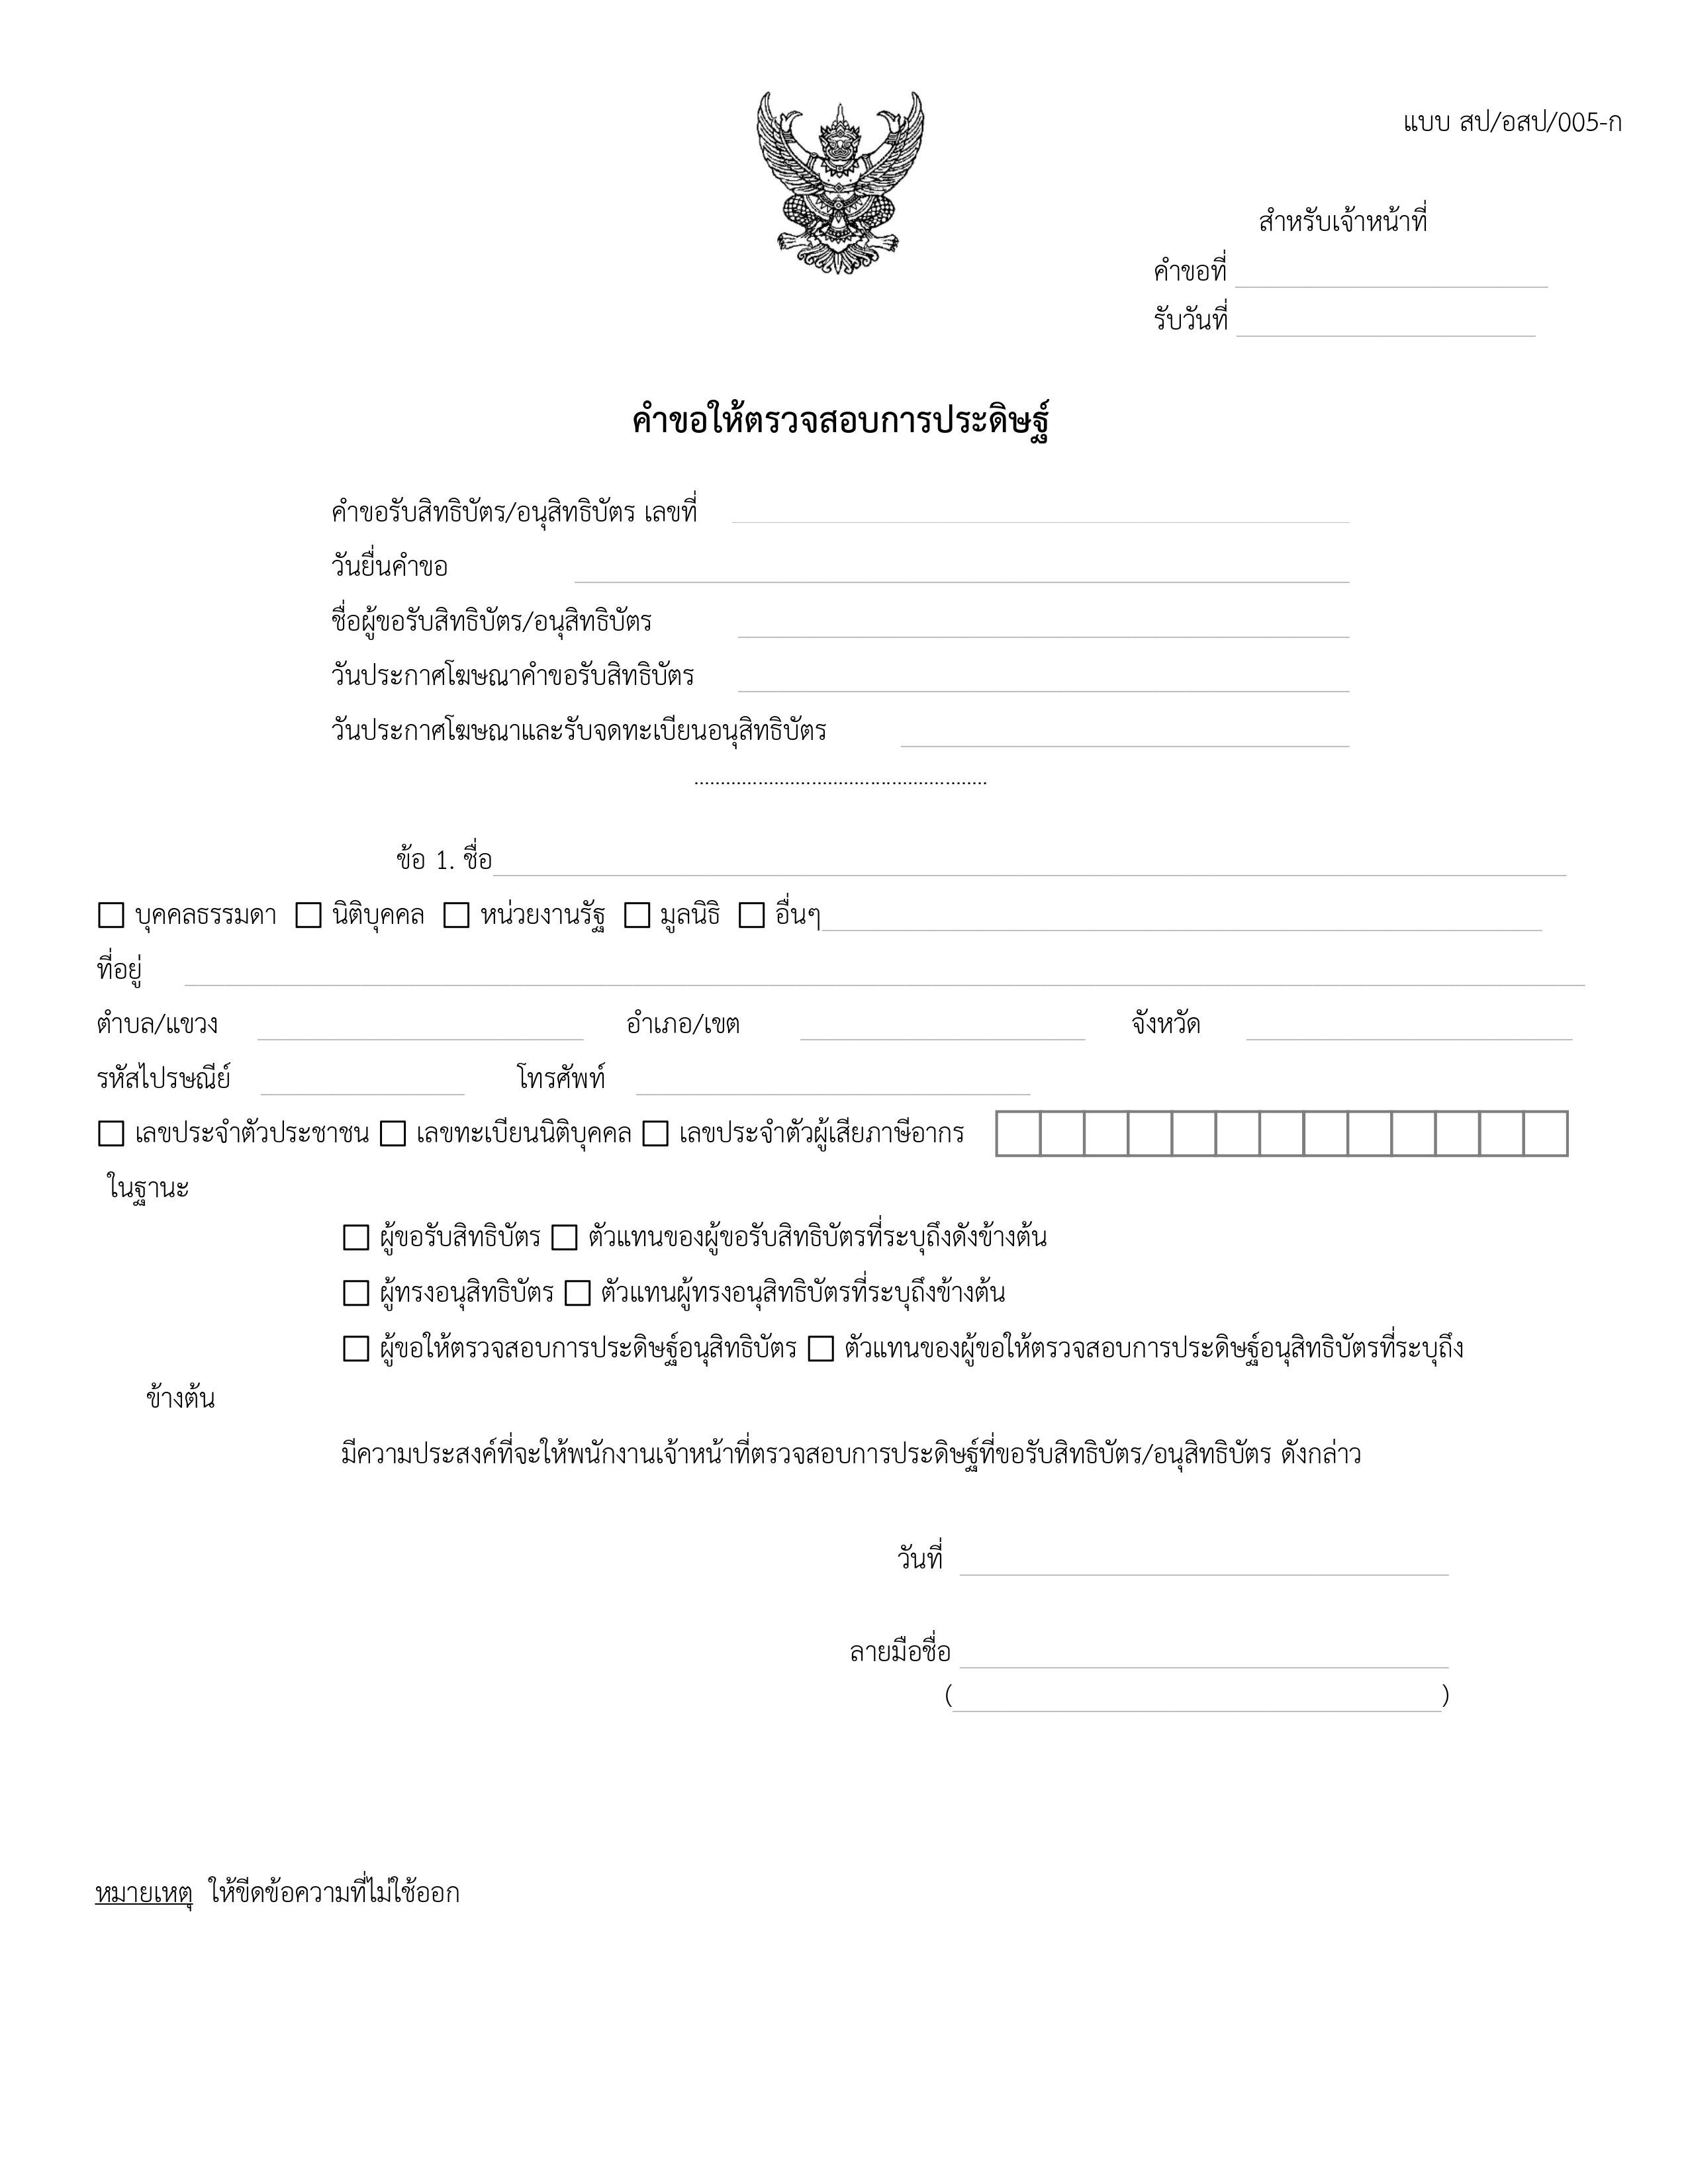 แบบ สป/อสป/005-ก
สำหรับเจ้าหน้าที่
คำขอที่
รับวันที่
คำขอให้ตรวจสอบการประดิษฐ์
คำขอรับสิทธิบัตร/อนุสิทธิบัตร เลขที่
วันยื่นคำขอ
ชื่อผู้ขอรับสิทธิบัตร/อนุสิทธิบัตร
วันประกาศโฆษณาคำขอรับสิทธิบัตร
วันประกาศโฆษณาและรับจดทะเบียนอนุสิทธิบัตร
........................................................
ข้อ 1. ชื่อ
☐ บุคคลธรรมดา ☐ นิติบุคคล ☐ หน่วยงานรัฐ ☐ มูลนิธิ ☐ อื่นๆ
ที่อยู่
ตำบล/แขวง อำเภอ/เขต จังหวัด
รหัสไปรษณีย์ โทรศัพท์
☐ เลขประจำตัวประชาชน ☐ เลขทะเบียนนิติบุคคล ☐ เลขประจำตัวผู้เสียภาษีอากร
ในฐานะ
☐ ผู้ขอรับสิทธิบัตร ☐ ตัวแทนของผู้ขอรับสิทธิบัตรที่ระบุถึงดังข้างต้น
☐ ผู้ทรงอนุสิทธิบัตร ☐ ตัวแทนผู้ทรงอนุสิทธิบัตรที่ระบุถึงข้างต้น
☐ ผู้ขอให้ตรวจสอบการประดิษฐ์อนุสิทธิบัตร ☐ ตัวแทนของผู้ขอให้ตรวจสอบการประดิษฐ์อนุสิทธิบัตรที่ระบุถึง
ข้างต้น
มีความประสงค์ที่จะให้พนักงานเจ้าหน้าที่ตรวจสอบการประดิษฐ์ที่ขอรับสิทธิบัตร/อนุสิทธิบัตร ดังกล่าว
วันที่
ลายมือชื่อ
( )
หมายเหตุ ให้ขีดข้อความที่ไม่ใช้ออก